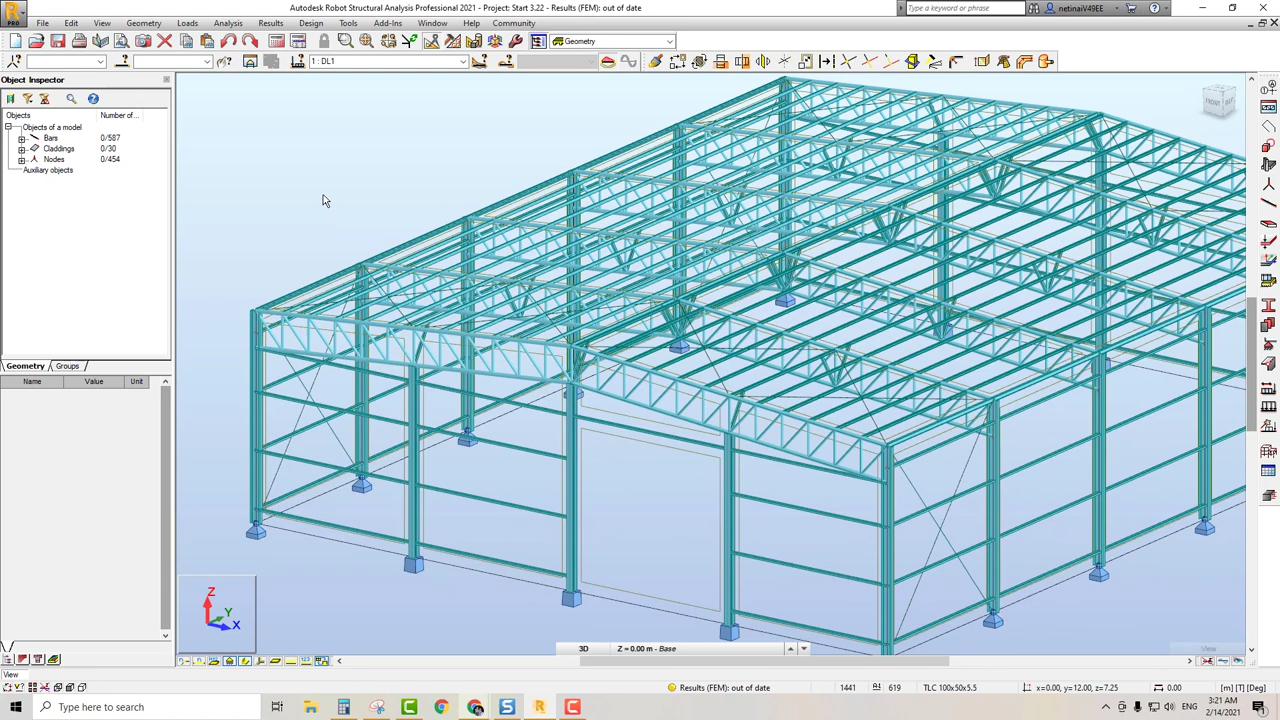 Autodesk Robot Structural Analysis Professional 2021 - Project: Start 3.22 - Results (FEM): out of date
Type a keyword or phrase
netinaiV49EE
PRO
File Edit View Geometry Loads Analysis Results Design Tools Add-Ins Window Help Community
Geometry
1 : DL1
Object Inspector
Objects Number of...
Objects of a model
Bars 0/587
Claddings 0/30
Nodes 0/454
Auxiliary objects
Geometry Groups
Name Value Unit
FRONT
Z
Y
X
3D Z = 0.00 m - Base
View
View
Results (FEM): out of date 1441 619 TLC 100x50x5.5 x=0.00, y=12.00, z=7.25 0.00 [m] [T] [Deg]
Type here to search
3:21 AM
2/14/2021